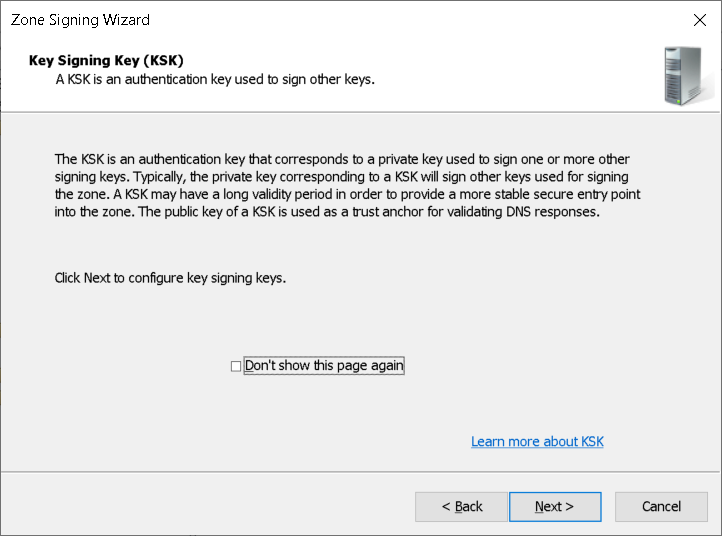 Zone Signing Wizard
Key Signing Key (KSK)
A KSK is an authentication key used to sign other keys.
The KSK is an authentication key that corresponds to a private key used to sign one or more other
signing keys. Typically, the private key corresponding to a KSK will sign other keys used for signing
the zone. A KSK may have a long validity period in order to provide a more stable secure entry point
into the zone. The public key of a KSK is used as a trust anchor for validating DNS responses.
Click Next to configure key signing keys.
Don't show this page again
Learn more about KSK
< Back
Next >
Cancel